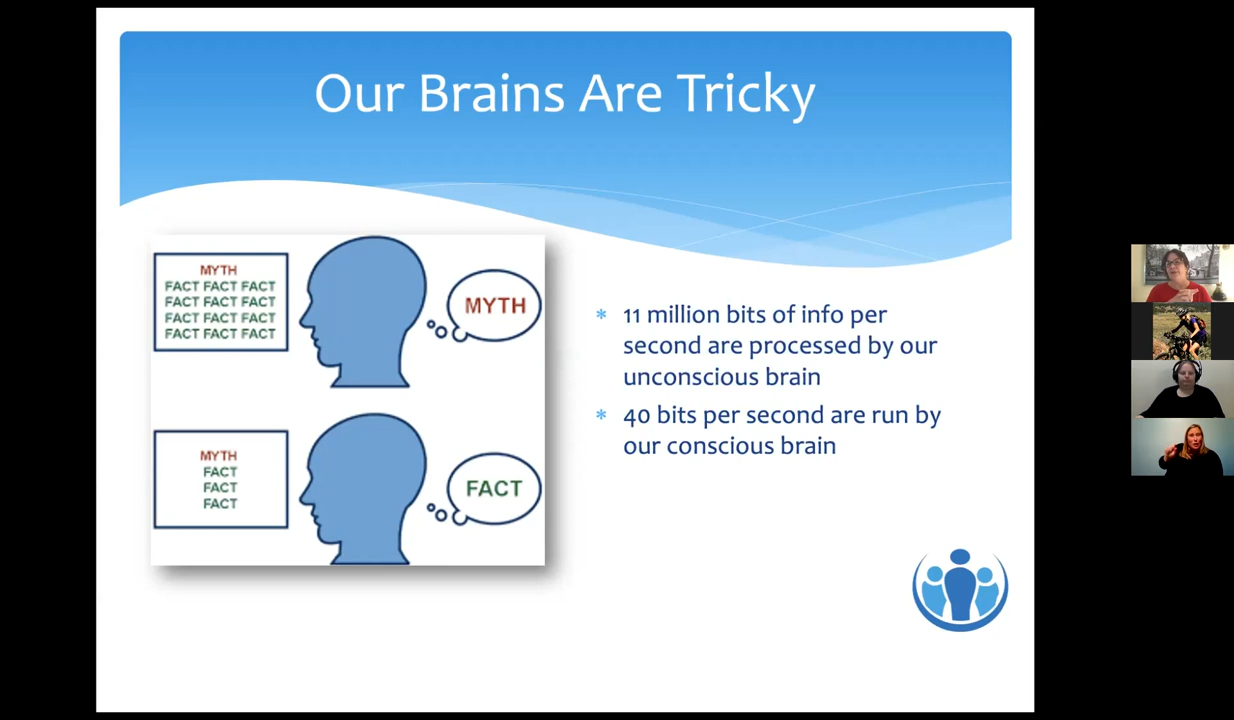 Our Brains Are Tricky
MYTH
FACT FACT FACT
FACT FACT FACT
FACT FACT FACT
FACT FACT FACT
MYTH
MYTH
FACT
FACT
FACT
FACT
* 11 million bits of info per
second are processed by our
unconscious brain
* 40 bits per second are run by
our conscious brain